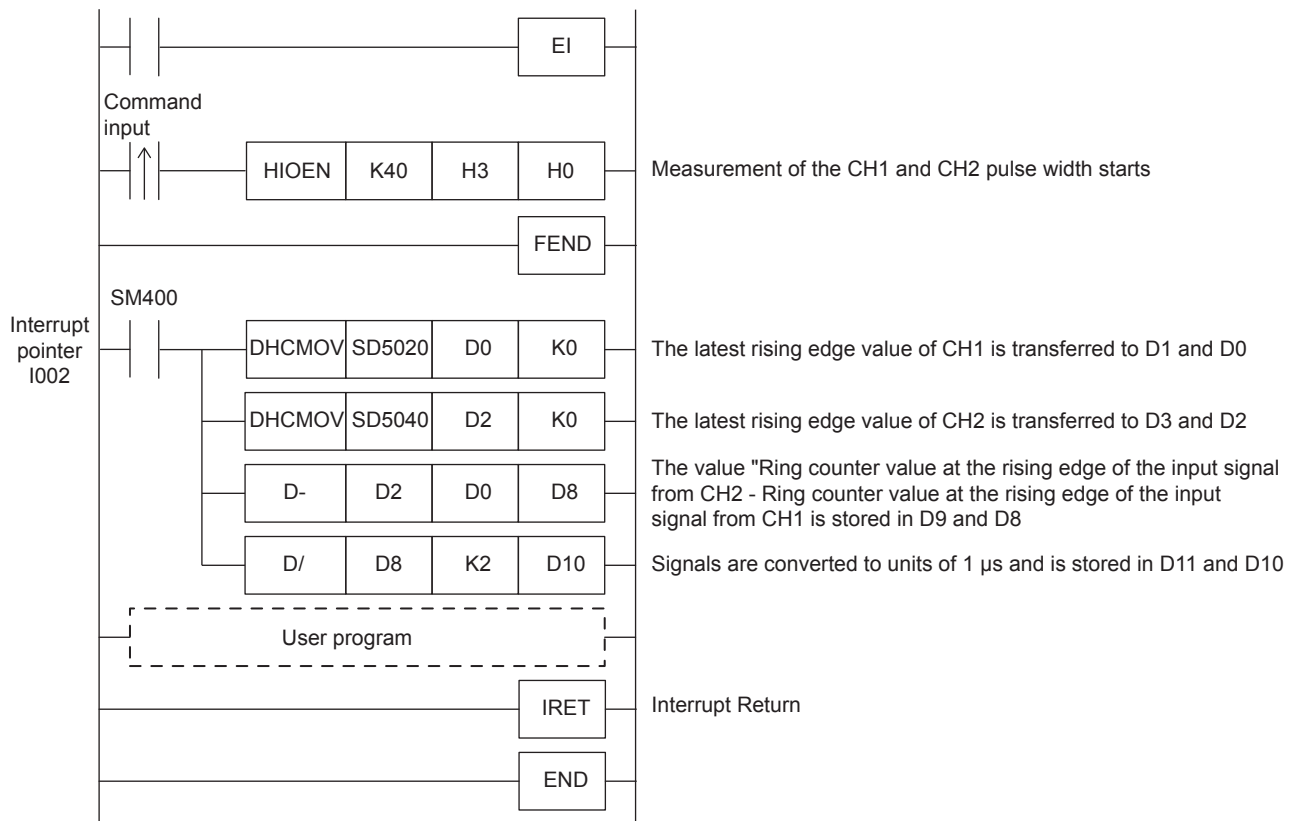 EI
Command
input
HIOEN K40 H3 H0 Measurement of the CH1 and CH2 pulse width starts
FEND
SM400
Interrupt
pointer
I002
DHCMOV SD5020 D0 K0 The latest rising edge value of CH1 is transferred to D1 and D0
DHCMOV SD5040 D2 K0 The latest rising edge value of CH2 is transferred to D3 and D2
D- D2 D0 D8
The value "Ring counter value at the rising edge of the input signal
from CH2 - Ring counter value at the rising edge of the input
signal from CH1 is stored in D9 and D8
D/ D8 K2 D10 Signals are converted to units of 1 µs and is stored in D11 and D10
User program
IRET Interrupt Return
END